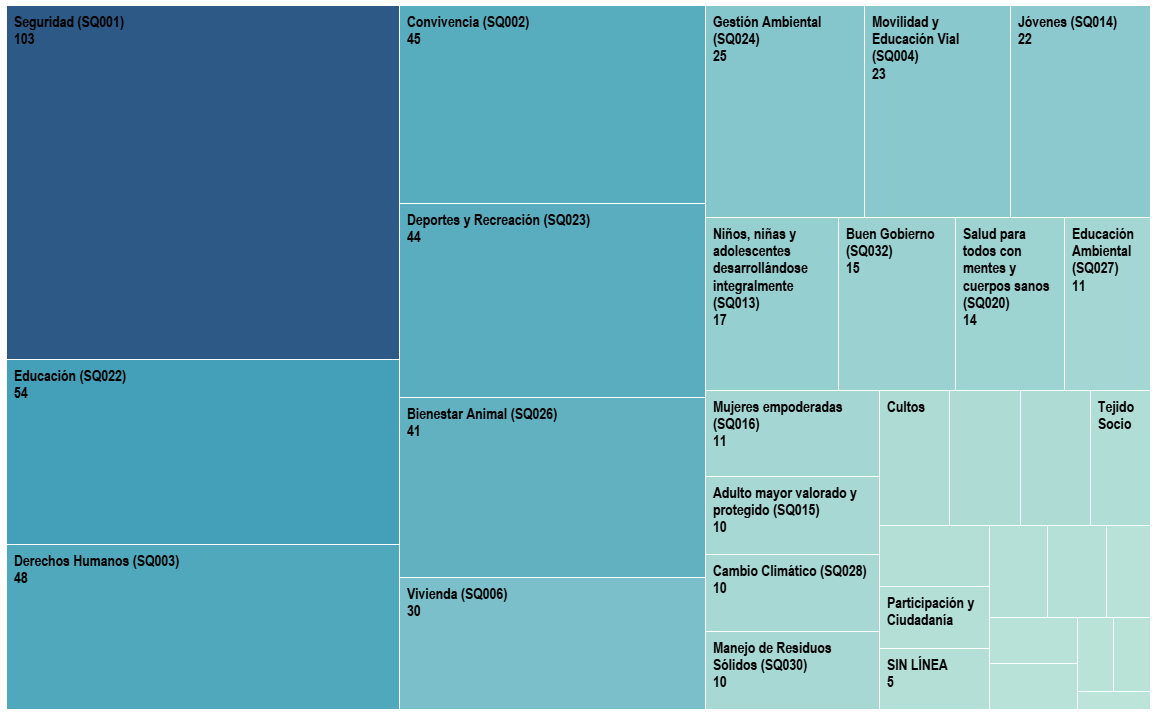 Seguridad (SQ001)
103
Educación (SQ022)
54
Derechos Humanos (SQ003)
48
Convivencia (SQ002)
45
Deportes y Recreación (SQ023)
44
Bienestar Animal (SQ026)
41
Vivienda (SQ006)
30
Gestión Ambiental
(SQ024)
25
Movilidad y
Educación Vial
(SQ004)
23
Jóvenes (SQ014)
22
Niños, niñas y
adolescentes
desarrollándose
integralmente
(SQ013)
17
Buen Gobierno
(SQ032)
15
Salud para
todos con
mentes y
cuerpos sanos
(SQ020)
14
Educación
Ambiental
(SQ027)
11
Mujeres empoderadas
(SQ016)
11
Adulto mayor valorado y
protegido (SQ015)
10
Cambio Climático (SQ028)
10
Manejo de Residuos
Sólidos (SQ030)
10
Cultos
Tejido
Socio
Participación y
Ciudadanía
SIN LÍNEA
5